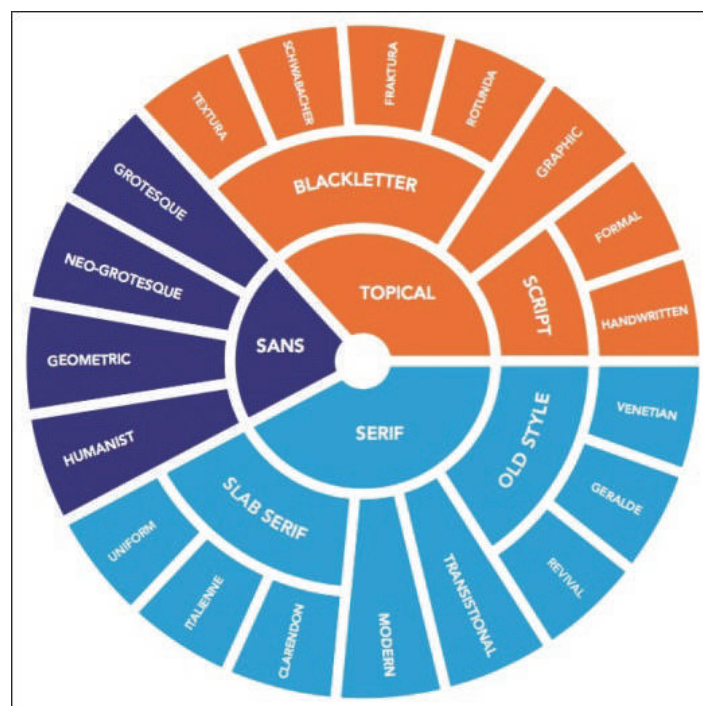 TEXTURA
SCHWABACHER
FRAKTURA
ROTUNDA
GRAPHIC
FORMAL
HANDWRITTEN
BLACKLETTER
SCRIPT
TOPICAL
GROTESQUE
NEO-GROTESQUE
GEOMETRIC
HUMANIST
SANS
SERIF
OLD STYLE
VENETIAN
GERALDE
REVIVAL
TRANSISTIONAL
MODERN
SLAB SERIF
CLARENDON
ITALIENNE
UNIFORM